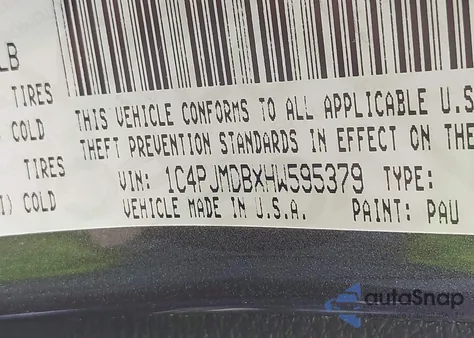 LB
TIRES
COLD
TIRES
I) COLD
THIS VEHICLE CONFORMS TO ALL APPLICABLE U.S
THEFT PREVENTION STANDARDS IN EFFECT ON THE
VIN: 1C4PJMDBXHW595379 TYPE:
VEHICLE MADE IN U.S.A. PAINT: PAU
autoSnap